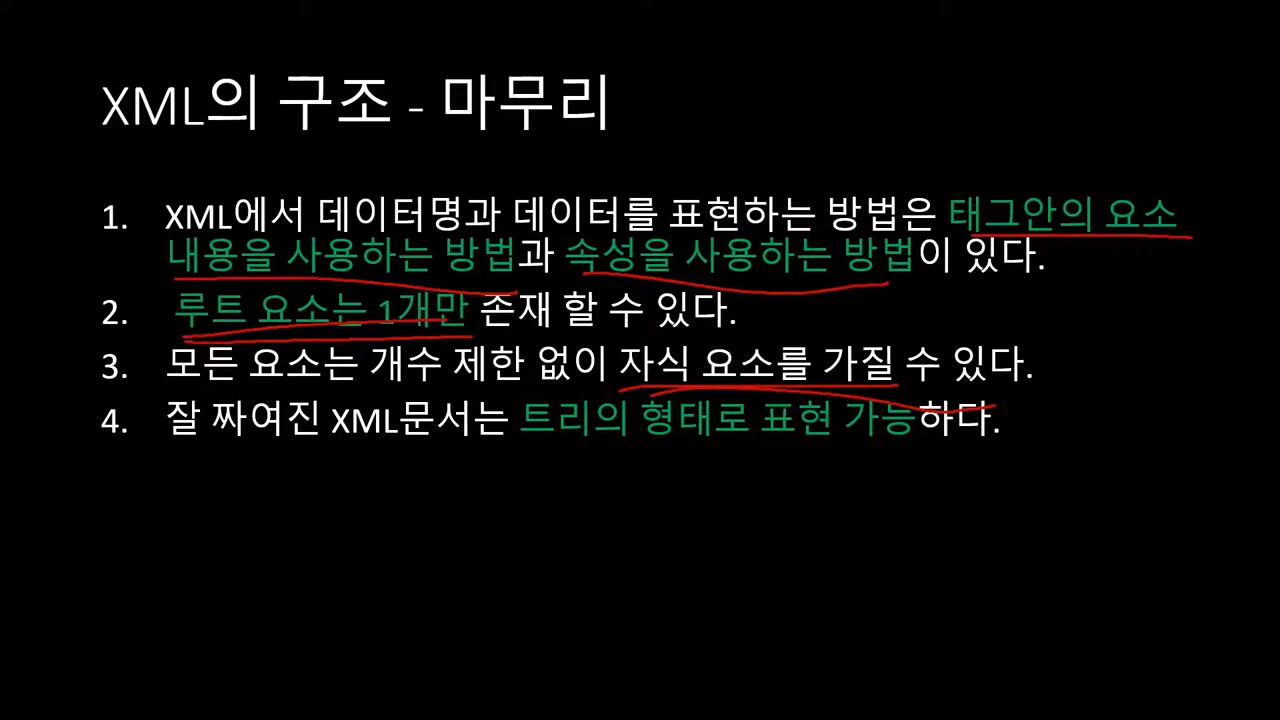 XML의 구조 - 마무리
1. XML에서 데이터명과 데이터를 표현하는 방법은 태그안의 요소
내용을 사용하는 방법과 속성을 사용하는 방법이 있다.
2. 루트 요소는 1개만 존재 할 수 있다.
3. 모든 요소는 개수 제한 없이 자식 요소를 가질 수 있다.
4. 잘 짜여진 XML문서는 트리의 형태로 표현 가능하다.